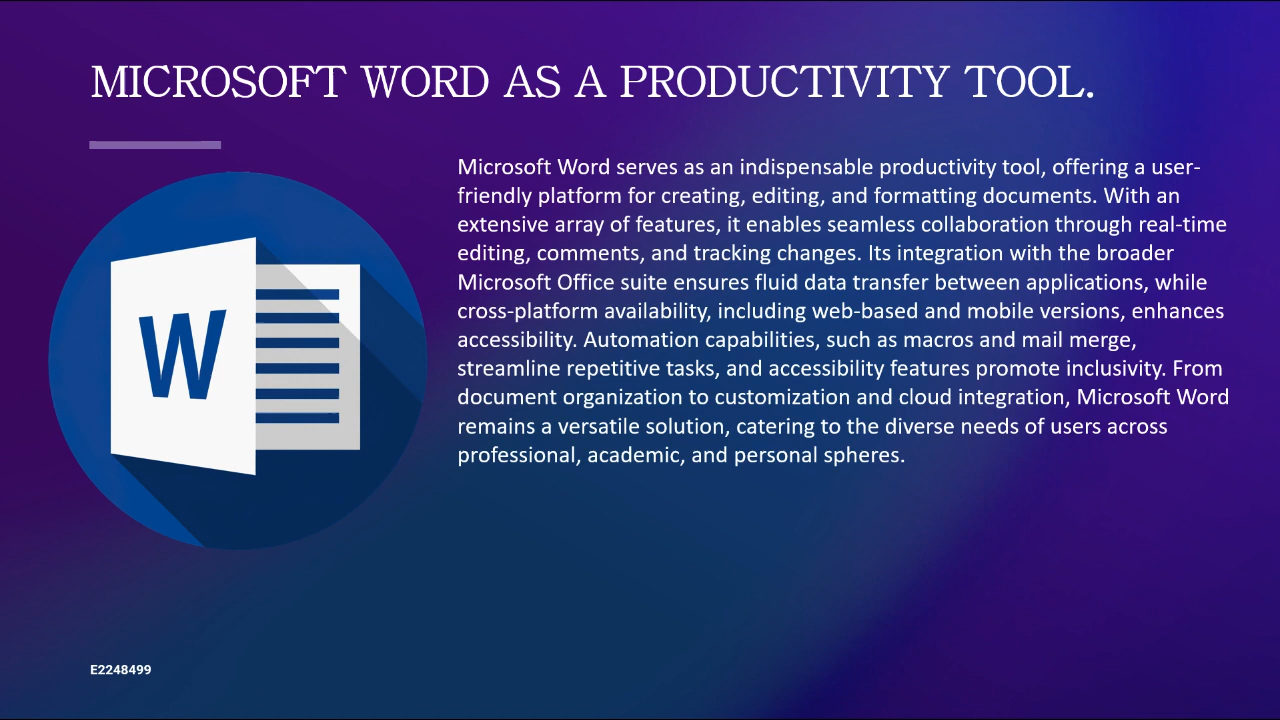 MICROSOFT WORD AS A PRODUCTIVITY TOOL.
Microsoft Word serves as an indispensable productivity tool, offering a user-
friendly platform for creating, editing, and formatting documents. With an
extensive array of features, it enables seamless collaboration through real-time
editing, comments, and tracking changes. Its integration with the broader
Microsoft Office suite ensures fluid data transfer between applications, while
cross-platform availability, including web-based and mobile versions, enhances
accessibility. Automation capabilities, such as macros and mail merge,
streamline repetitive tasks, and accessibility features promote inclusivity. From
document organization to customization and cloud integration, Microsoft Word
remains a versatile solution, catering to the diverse needs of users across
professional, academic, and personal spheres.
W
E2248499